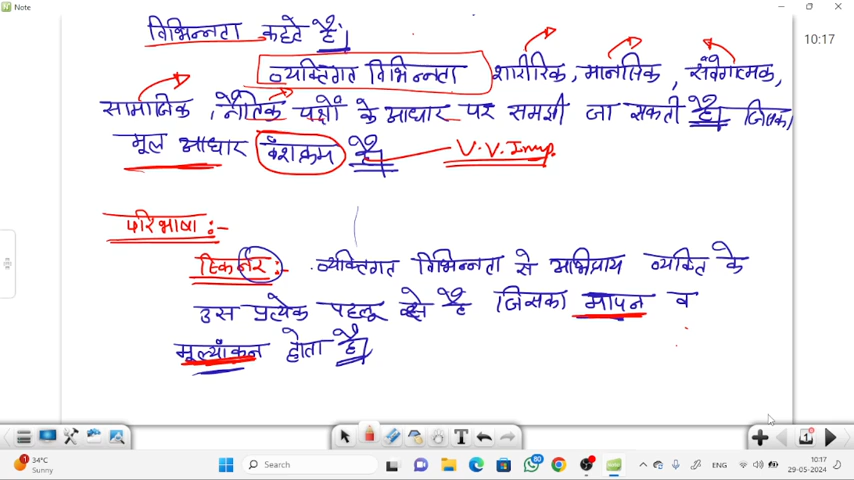 Note
10:17
विभिन्नता कहते हैं।
व्यक्तिगत विभिन्नता शारीरिक, मानसिक, संवेगात्मक,
सामाजिक, नैतिक पक्षों के आधार पर समझी जा सकती है। जिसका
मूल आधार वंशक्रम है। V.V. Imp.
परिभाषा :-
स्किनर :- व्यक्तिगत विभिन्नता से अभिप्राय व्यक्ति के
उस प्रत्येक पहलू से है जिसका मापन व
मूल्यांकन होता है।
34°C
Sunny
Search
80
ENG
10:17
29-05-2024